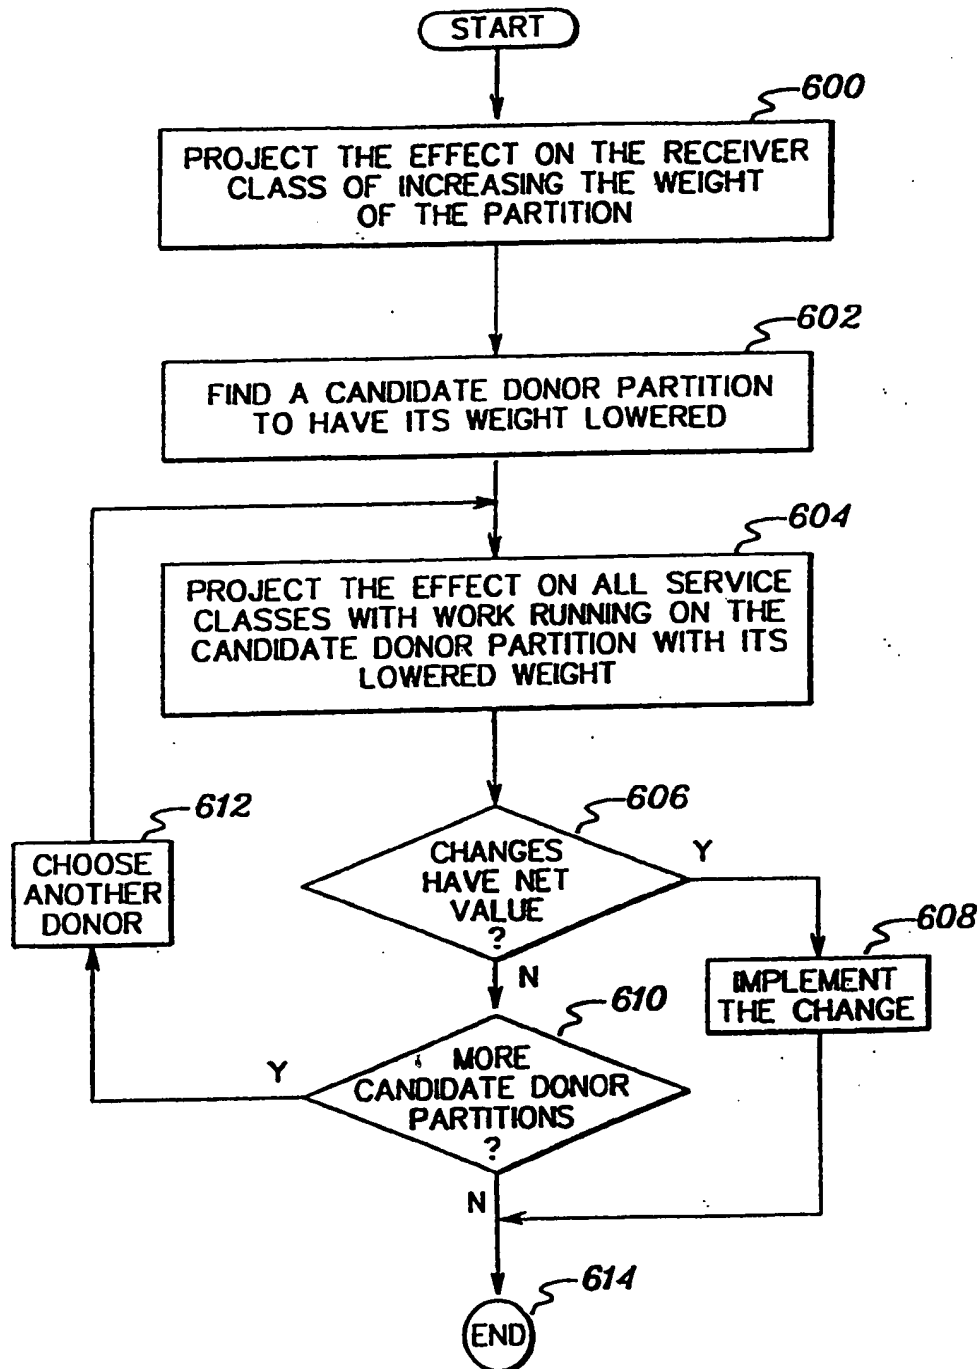 START
600
PROJECT THE EFFECT ON THE RECEIVER
CLASS OF INCREASING THE WEIGHT
OF THE PARTITION
602
FIND A CANDIDATE DONOR PARTITION
TO HAVE ITS WEIGHT LOWERED
604
PROJECT THE EFFECT ON ALL SERVICE
CLASSES WITH WORK RUNNING ON THE
CANDIDATE DONOR PARTITION WITH ITS
LOWERED WEIGHT
606
CHANGES
HAVE NET
VALUE
?
Y
N
608
IMPLEMENT
THE CHANGE
610
MORE
CANDIDATE DONOR
PARTITIONS
?
Y
N
612
CHOOSE
ANOTHER
DONOR
614
END